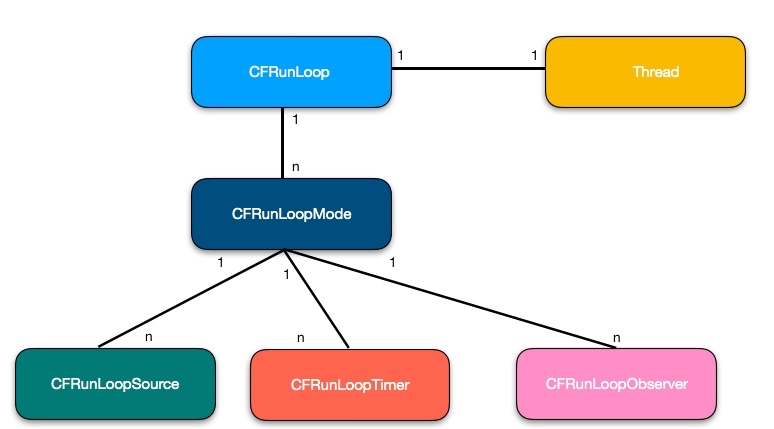 CFRunLoop
1
1
Thread
1
n
CFRunLoopMode
1
1
1
n
n
n
CFRunLoopSource
CFRunLoopTimer
CFRunLoopObserver